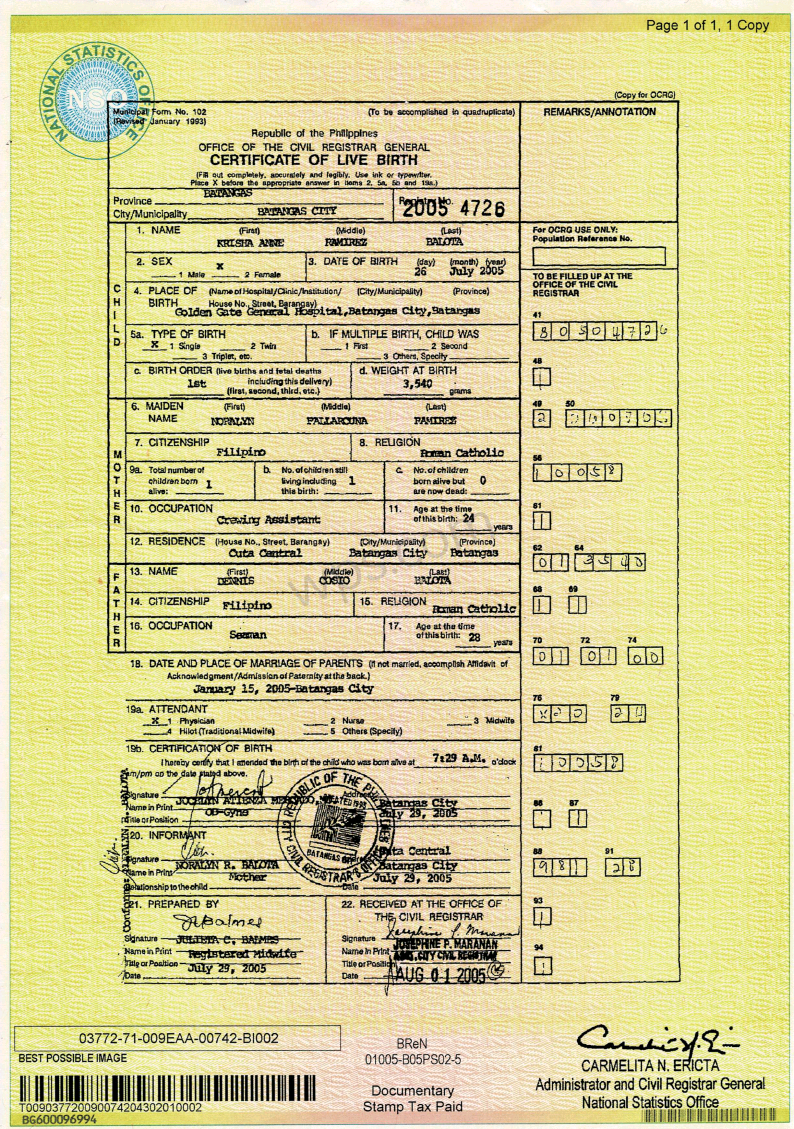 Page 1 of 1, 1 Copy
NATIONAL STATISTICS OFFICE
NSO
(Copy for OCRG)
Municipal Form No. 102
(Revised January 1993)
(To be accomplished in quadruplicate)
REMARKS/ANNOTATION
Republic of the Philippines
OFFICE OF THE CIVIL REGISTRAR GENERAL
CERTIFICATE OF LIVE BIRTH
(Fill out completely, accurately and legibly. Use ink or typewriter.
Place X before the appropriate answer in items 2, 5a, 5b and 19a.)
Province BATANGAS
Registry No. 2005 4726
City/Municipality BATANGAS CITY
CHILD
1. NAME (First) (Middle) (Last)
KRISHA ANNE RAMIREZ BALOTA
For OCRG USE ONLY:
Population Reference No.
2. SEX
X
1 Male 2 Female
3. DATE OF BIRTH (day) (month) (year)
26 July 2005
TO BE FILLED UP AT THE
OFFICE OF THE CIVIL
REGISTRAR
4. PLACE OF BIRTH (Name of Hospital/Clinic/Institution/ (City/Municipality) (Province)
House No., Street, Barangay)
Golden Gate General Hospital, Batangas City, Batangas
41
8 0 5 0 4 7 2 6
5a. TYPE OF BIRTH
X 1 Single 2 Twin
3 Triplet, etc.
b. IF MULTIPLE BIRTH, CHILD WAS
1 First 2 Second
3 Others, Specify
c. BIRTH ORDER (live births and fetal deaths
1st including this delivery)
(first, second, third, etc.)
d. WEIGHT AT BIRTH
3,540 grams
48
1
MOTHER
6. MAIDEN NAME (First) (Middle) (Last)
NORALYN PALLARCUNA RAMIREZ
49 50
2
7. CITIZENSHIP
Filipino
8. RELIGION
Roman Catholic
9a. Total number of
children born
alive: 1
b. No. of children still
living including
this birth: 1
c. No. of children
born alive but
are now dead: 0
56
1 0 0 5 8
10. OCCUPATION
Crewing Assistant
11. Age at the time
of this birth: 24 years
61
1
12. RESIDENCE (House No., Street, Barangay) (City/Municipality) (Province)
Cuta Central Batangas City Batangas
62 64
0 1 3 5 4 0
FATHER
13. NAME (First) (Middle) (Last)
DENNIS COSIO BALOTA
14. CITIZENSHIP Filipino
15. RELIGION
Roman Catholic
68 69
1 1
16. OCCUPATION
Seaman
17. Age at the time
of this birth: 28 years
70 72 74
0 1 0 1 0 0
18. DATE AND PLACE OF MARRIAGE OF PARENTS (If not married, accomplish Affidavit of
Acknowledgment/Admission of Paternity at the back.)
January 15, 2005-Batangas City
19a. ATTENDANT
X 1 Physician 2 Nurse 3 Midwife
4 Hilot (Traditional Midwife) 5 Others (Specify)
76 79
2 4
19b. CERTIFICATION OF BIRTH
I hereby certify that I attended the birth of the child who was born alive at 7:29 A.M. o'clock
am/pm on the date stated above.
81
1 0 0 5 8
Signature
Address
Name in Print JOCELYN ATIENZA MERCADO
Batangas City
Title or Position OB-Gyne
July 29, 2005
86 87
1 1
20. INFORMANT
Signature
Cuta Central
Name in Print NORALYN R. BALOTA
Batangas City
Relationship to the child Mother
Date July 29, 2005
88 91
9 8 1 2 8
Conforme: NORALYN R. BALOTA
REPUBLIC OF THE PHILIPPINES
BATANGAS
CIVIL REGISTRAR'S OFFICE
21. PREPARED BY
Signature
Name in Print JULIETA C. BALMES
Title or Position Registered Midwife
Date July 29, 2005
22. RECEIVED AT THE OFFICE OF
THE CIVIL REGISTRAR
Signature
Name in Print JOSEPHINE P. MARANAN
Title or Position ASST. CITY CIVIL REGISTRAR
Date AUG 01 2005
93
1
94
1
03772-71-009EAA-00742-BI002
BEST POSSIBLE IMAGE
BReN
01005-B05PS02-5
CARMELITA N. ERICTA
Administrator and Civil Registrar General
National Statistics Office
Documentary
Stamp Tax Paid
T009037720090074204302010002
BG600096994